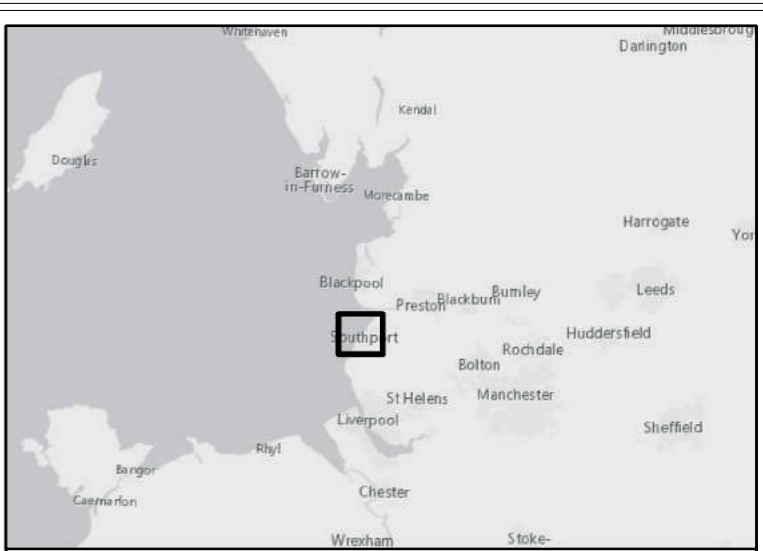 Whitehaven
Middlesbroug
Darlington
Kendal
Douglas
Barrow-
in-Furness
Morecambe
Harrogate
Yor
Blackpool
Preston
Blackburn
Burnley
Leeds
Southport
Huddersfield
Rochdale
Bolton
St Helens
Manchester
Liverpool
Sheffield
Rhyl
Bangor
Caernarfon
Chester
Wrexham
Stoke-